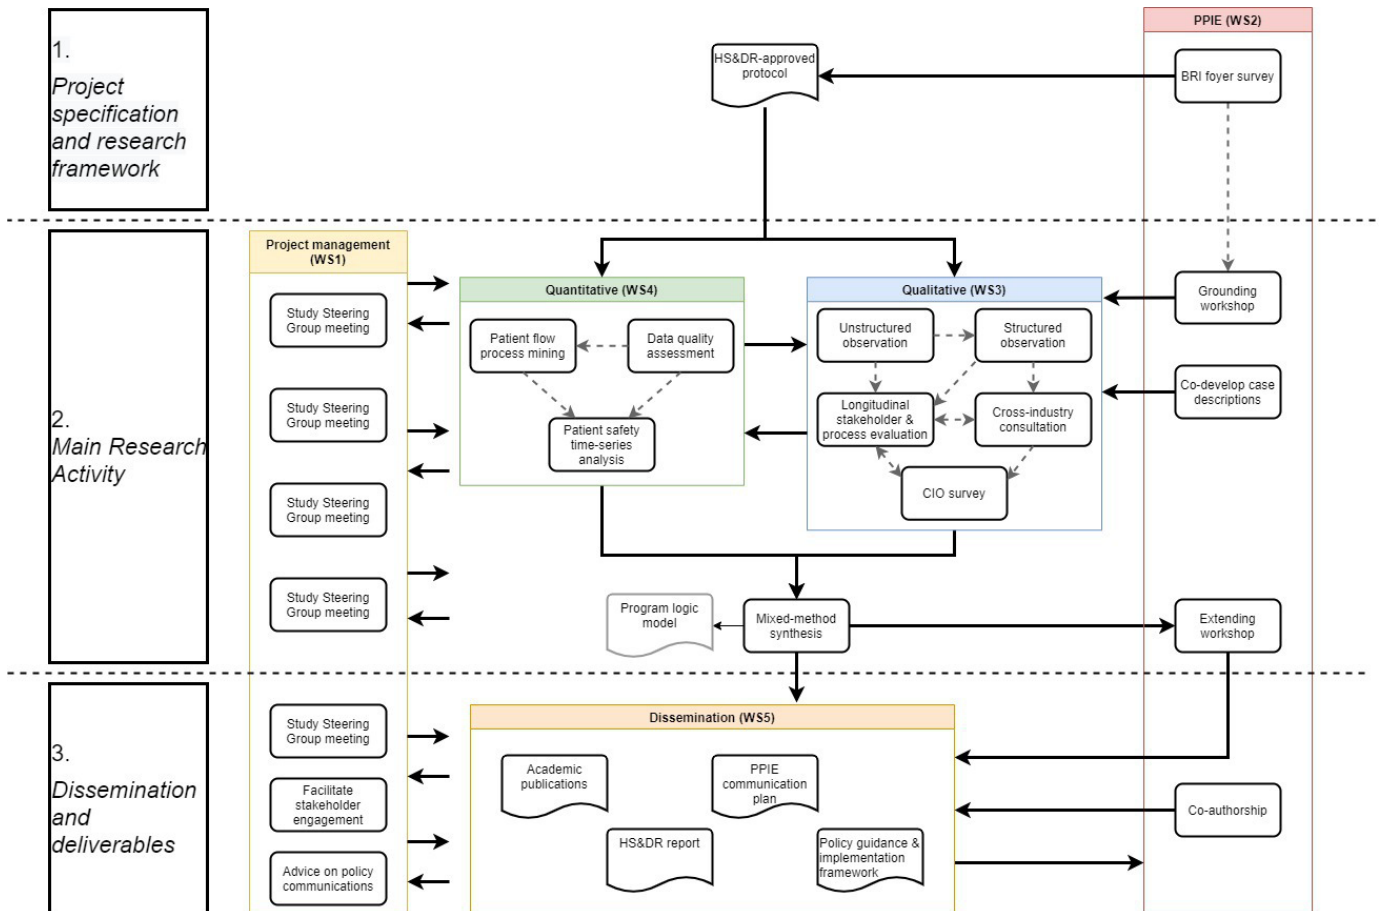 PPIE (WS2)
1.
Project
specification
and research
framework
HS&DR-approved
protocol
BRI foyer survey
2.
Main Research
Activity
Project management
(WS1)
Study Steering
Group meeting
Study Steering
Group meeting
Study Steering
Group meeting
Study Steering
Group meeting
Quantitative (WS4)
Patient flow
process mining
Data quality
assessment
Patient safety
time-series
analysis
Qualitative (WS3)
Unstructured
observation
Structured
observation
Longitudinal
stakeholder &
process evaluation
Cross-industry
consultation
CIO survey
Grounding
workshop
Co-develop case
descriptions
Program logic
model
Mixed-method
synthesis
Extending
workshop
3.
Dissemination
and
deliverables
Study Steering
Group meeting
Facilitate
stakeholder
engagement
Advice on policy
communications
Dissemination (WS5)
Academic
publications
PPIE
communication
plan
HS&DR report
Policy guidance &
implementation
framework
Co-authorship